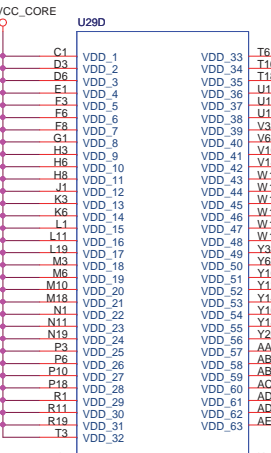 VCC_CORE
U29D
C1 VDD_1 VDD_33 T6
D3 VDD_2 VDD_34
D6 VDD_3 VDD_35
E1 VDD_4 VDD_36
F3 VDD_5 VDD_37
F6 VDD_6 VDD_38
F8 VDD_7 VDD_39
G1 VDD_8 VDD_40
H3 VDD_9 VDD_41
H6 VDD_10 VDD_42
H8 VDD_11 VDD_43
J1 VDD_12 VDD_44
K3 VDD_13 VDD_45
K6 VDD_14 VDD_46
L1 VDD_15 VDD_47
L11 VDD_16 VDD_48
L19 VDD_17 VDD_49
M3 VDD_18 VDD_50
M6 VDD_19 VDD_51
M10 VDD_20 VDD_52
M18 VDD_21 VDD_53
N1 VDD_22 VDD_54
N11 VDD_23 VDD_55
N19 VDD_24 VDD_56
P3 VDD_25 VDD_57
P6 VDD_26 VDD_58
P10 VDD_27 VDD_59
P18 VDD_28 VDD_60
R1 VDD_29 VDD_61
R11 VDD_30 VDD_62
R19 VDD_31 VDD_63
T3 VDD_32